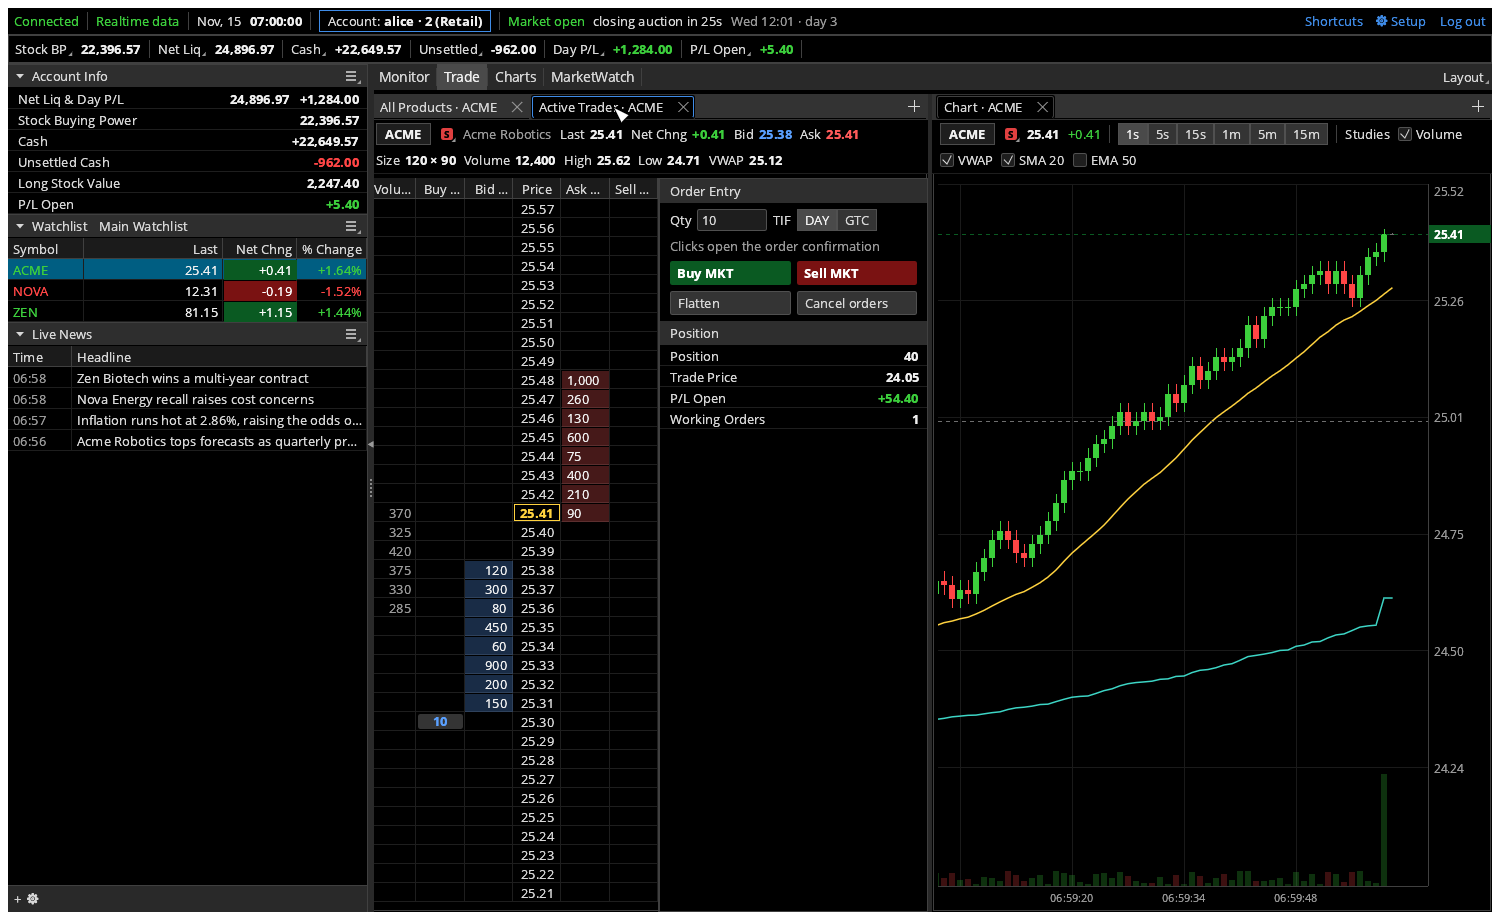 Connected Realtime data Nov, 15 07:00:00 Account: alice · 2 (Retail) Market open closing auction in 25s Wed 12:01 · day 3 Shortcuts Setup Log out
Stock BP 22,396.57 Net Liq 24,896.97 Cash +22,649.57 Unsettled -962.00 Day P/L +1,284.00 P/L Open +5.40
Account Info
Net Liq & Day P/L 24,896.97 +1,284.00
Stock Buying Power 22,396.57
Cash +22,649.57
Unsettled Cash -962.00
Long Stock Value 2,247.40
P/L Open +5.40
Watchlist Main Watchlist
Symbol Last Net Chng % Change
ACME 25.41 +0.41 +1.64%
NOVA 12.31 -0.19 -1.52%
ZEN 81.15 +1.15 +1.44%
Live News
Time Headline
06:58 Zen Biotech wins a multi-year contract
06:58 Nova Energy recall raises cost concerns
06:57 Inflation runs hot at 2.86%, raising the odds o...
06:56 Acme Robotics tops forecasts as quarterly pr...
+
Monitor Trade Charts MarketWatch Layout
All Products · ACME Active Trader · ACME
ACME S Acme Robotics Last 25.41 Net Chng +0.41 Bid 25.38 Ask 25.41
Size 120 × 90 Volume 12,400 High 25.62 Low 24.71 VWAP 25.12
Volu... Buy ... Bid ... Price Ask ... Sell ...
25.57
25.56
25.55
25.54
25.53
25.52
25.51
25.50
25.49
25.48 1,000
25.47 260
25.46 130
25.45 600
25.44 75
25.43 400
25.42 210
370 25.41 90
325 25.40
420 25.39
375 120 25.38
330 300 25.37
285 80 25.36
450 25.35
60 25.34
900 25.33
200 25.32
150 25.31
10 25.30
25.29
25.28
25.27
25.26
25.25
25.24
25.23
25.22
25.21
Order Entry
Qty 10 TIF DAY GTC
Clicks open the order confirmation
Buy MKT Sell MKT
Flatten Cancel orders
Position
Position 40
Trade Price 24.05
P/L Open +54.40
Working Orders 1
Chart · ACME
ACME S 25.41 +0.41 1s 5s 15s 1m 5m 15m Studies Volume
VWAP SMA 20 EMA 50
25.52
25.41
25.26
25.01
24.75
24.50
24.24
06:59:20 06:59:34 06:59:48